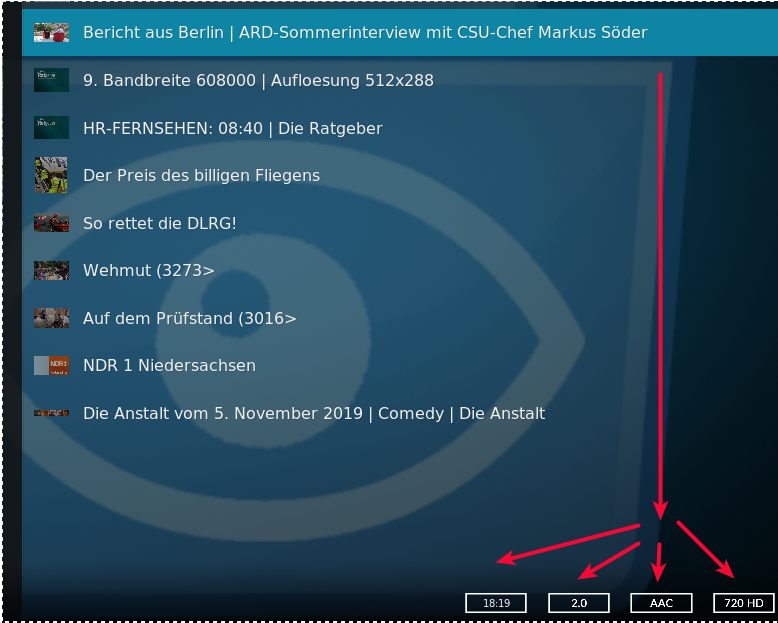 Bericht aus Berlin | ARD-Sommerinterview mit CSU-Chef Markus Söder
9. Bandbreite 608000 | Aufloesung 512x288
HR-FERNSEHEN: 08:40 | Die Ratgeber
Der Preis des billigen Fliegens
So rettet die DLRG!
Wehmut (3273>
Auf dem Prüfstand (3016>
NDR 1 Niedersachsen
Die Anstalt vom 5. November 2019 | Comedy | Die Anstalt
18:19 2.0 AAC 720 HD